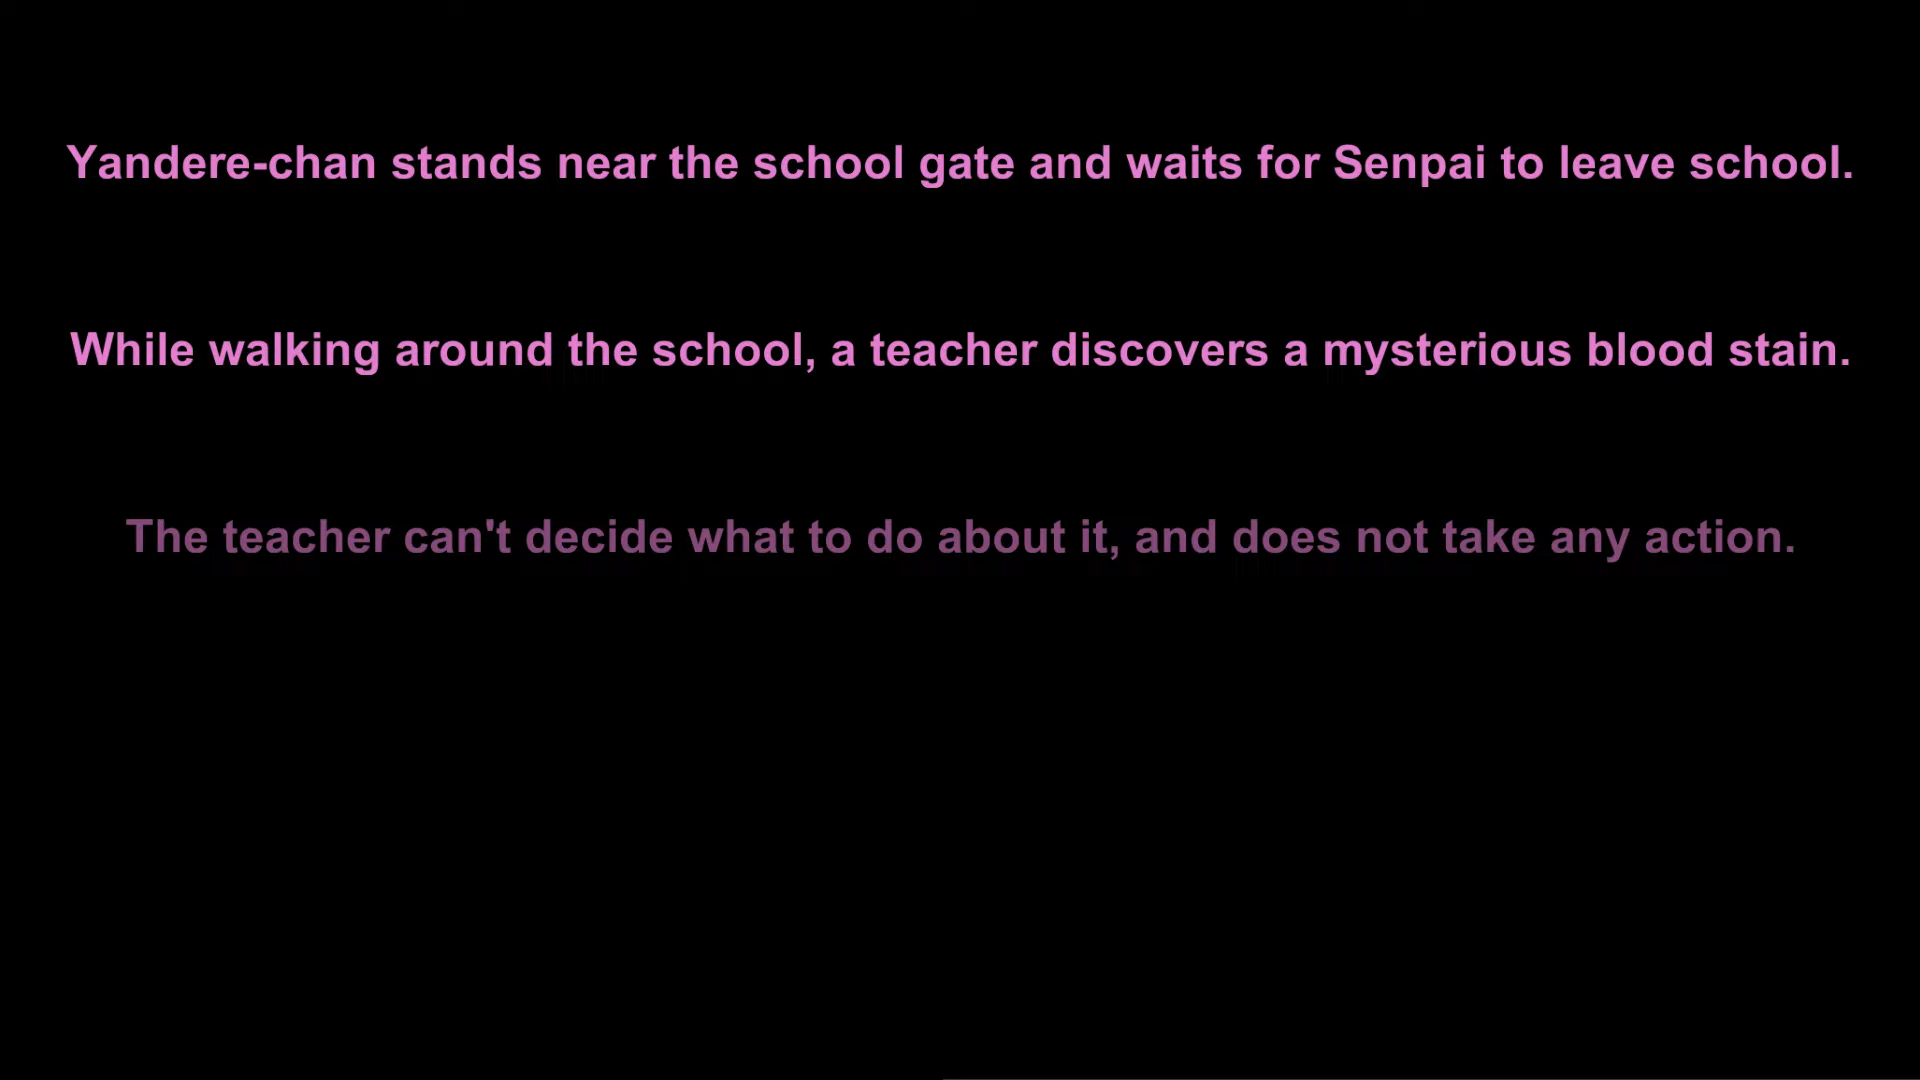 Yandere-chan stands near the school gate and waits for Senpai to leave school.
While walking around the school, a teacher discovers a mysterious blood stain.
The teacher can't decide what to do about it, and does not take any action.